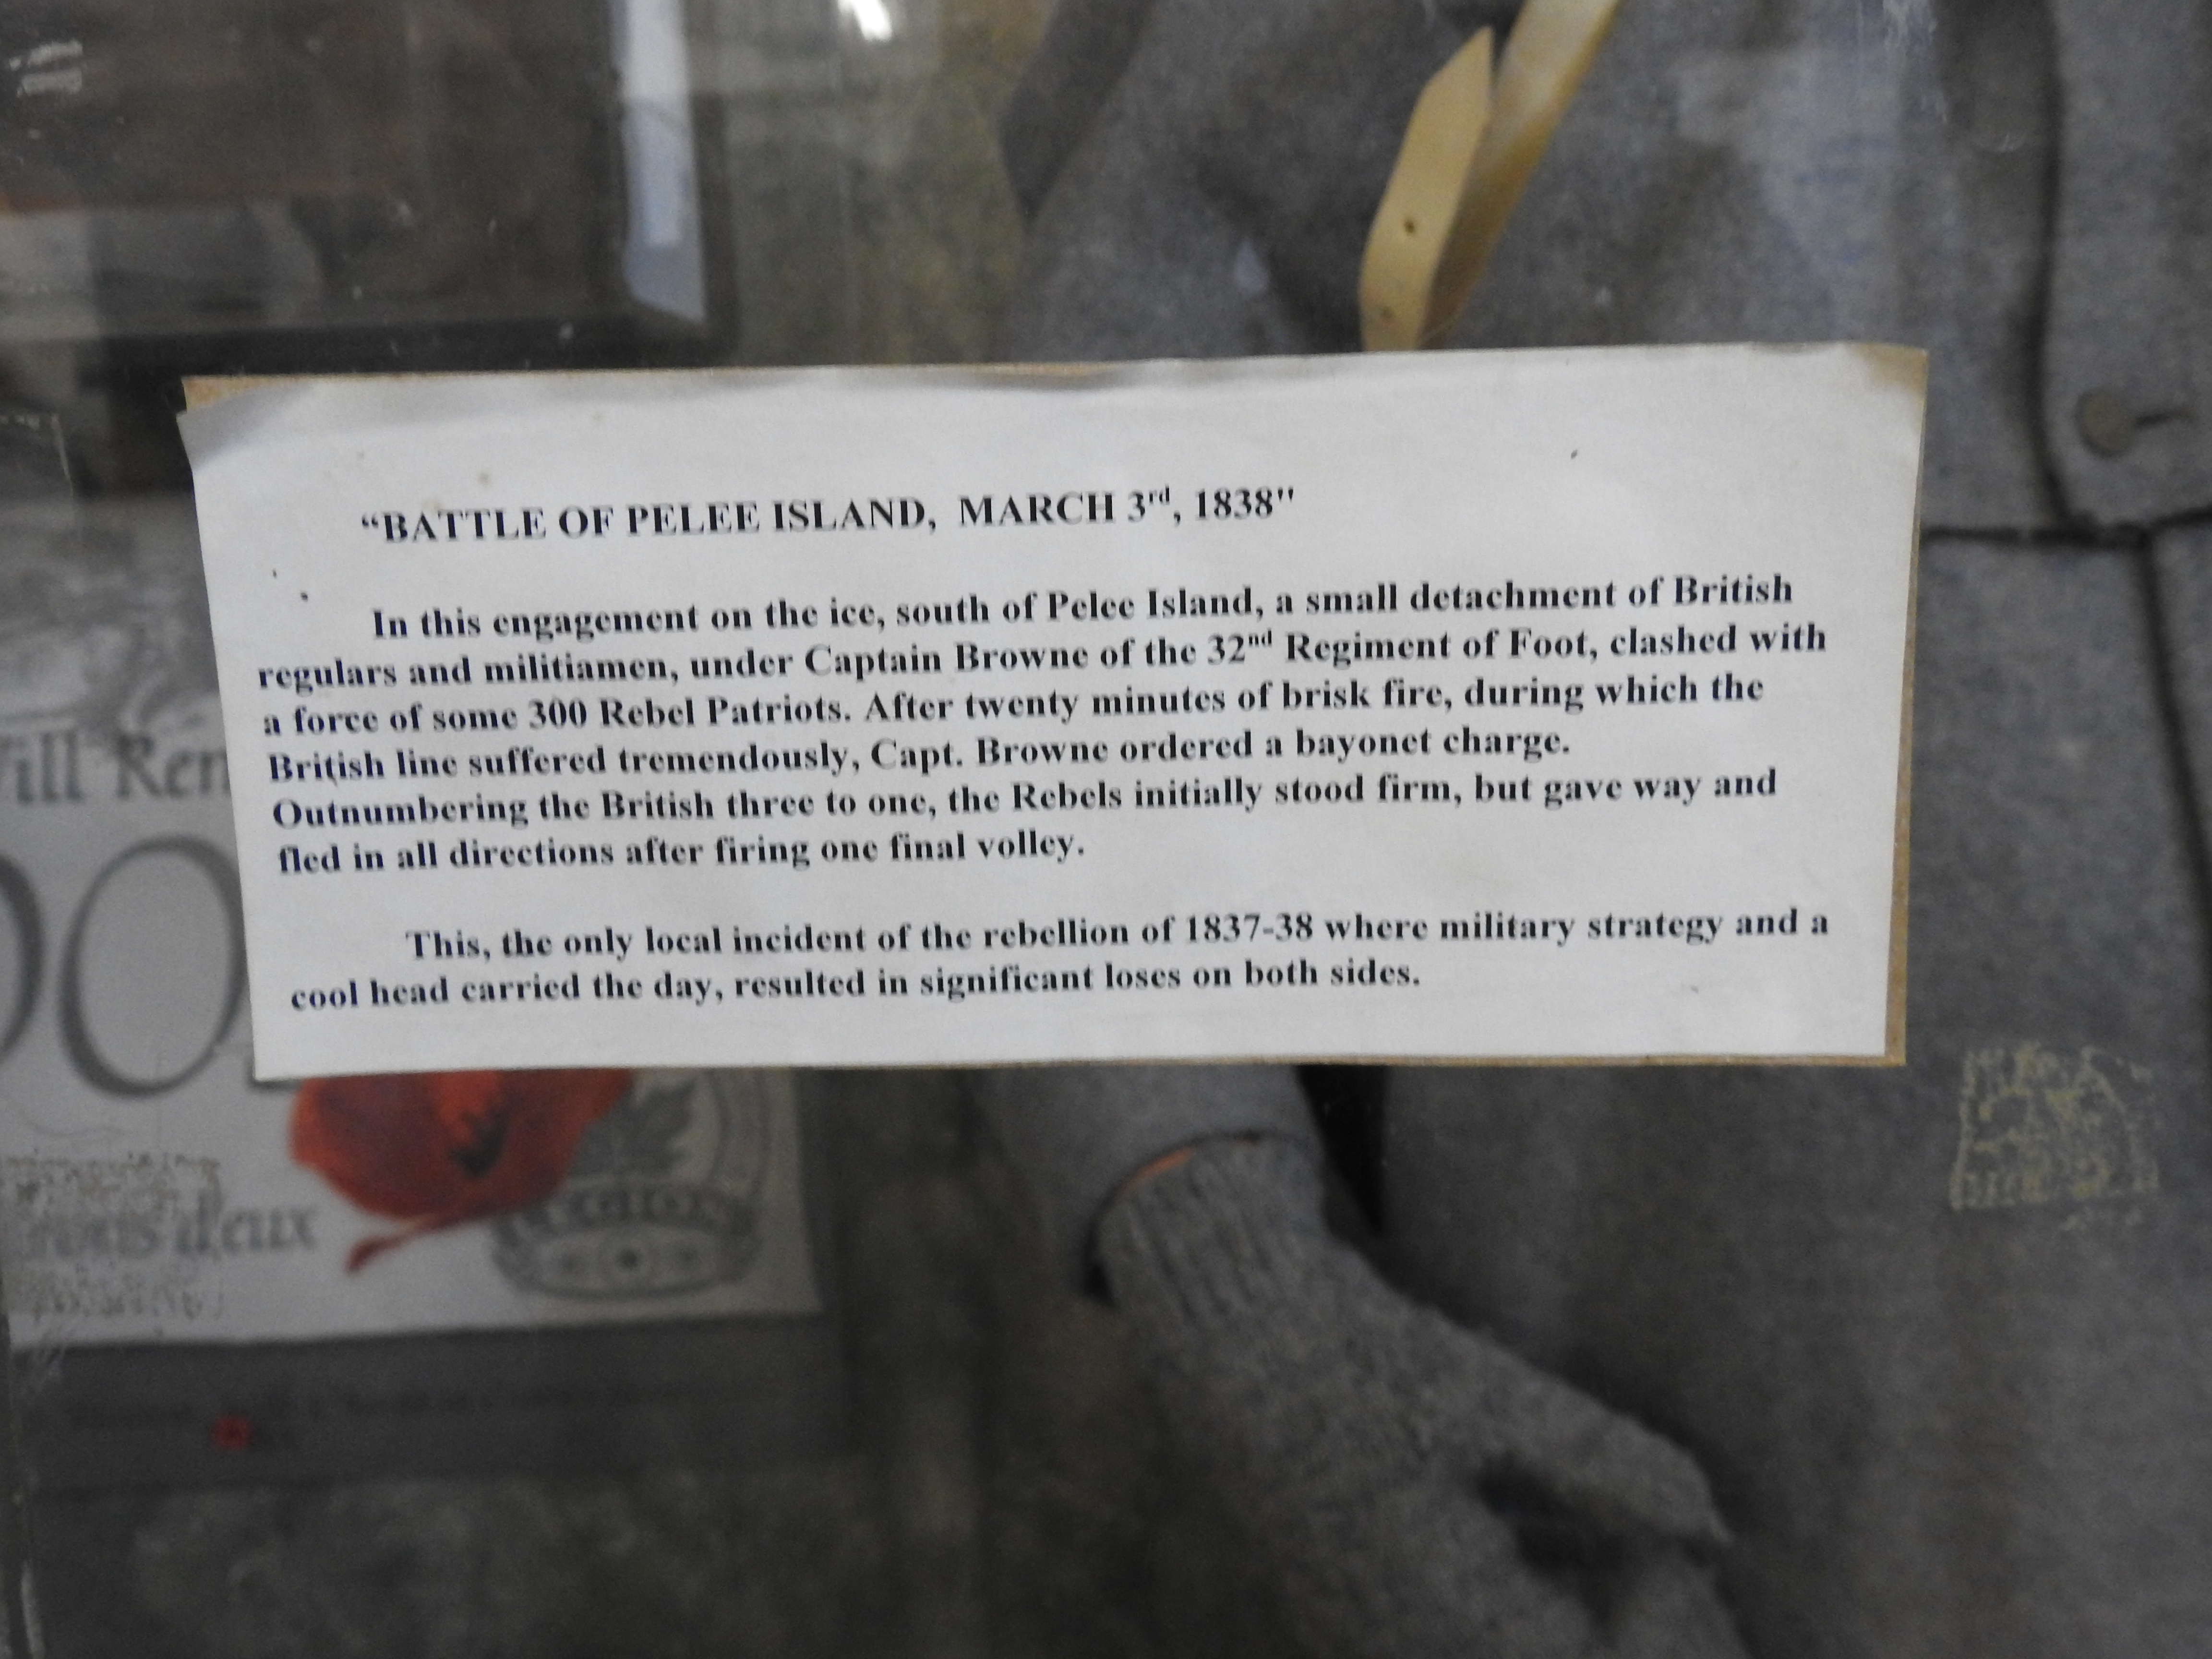 “BATTLE OF PELEE ISLAND, MARCH 3rd, 1838"
In this engagement on the ice, south of Pelee Island, a small detachment of British
regulars and militiamen, under Captain Browne of the 32nd Regiment of Foot, clashed with
a force of some 300 Rebel Patriots. After twenty minutes of brisk fire, during which the
British line suffered tremendously, Capt. Browne ordered a bayonet charge.
Outnumbering the British three to one, the Rebels initially stood firm, but gave way and
fled in all directions after firing one final volley.
This, the only local incident of the rebellion of 1837-38 where military strategy and a
cool head carried the day, resulted in significant loses on both sides.
ill Rem
d'eux
LEGION